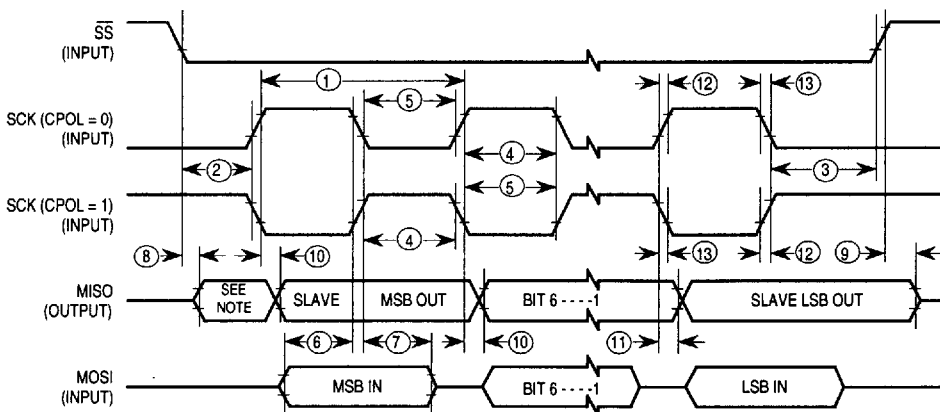 SS
(INPUT)
1
12
13
5
SCK (CPOL = 0)
(INPUT)
2
4
3
5
SCK (CPOL = 1)
(INPUT)
4
8
10
13
12
9
MISO
(OUTPUT)
SEE
NOTE
SLAVE
MSB OUT
BIT 6 - - - - -1
SLAVE LSB OUT
6
7
10
11
MOSI
(INPUT)
MSB IN
BIT 6 - - - - -1
LSB IN